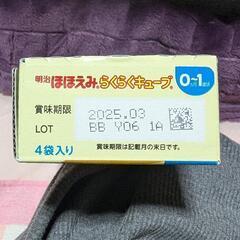 明治ほほえみらくらくキューブ 0~1歳
賞味期限 2025.03
LOT BB Y06 1A
4袋入り 賞味期限は記載月の末日です。